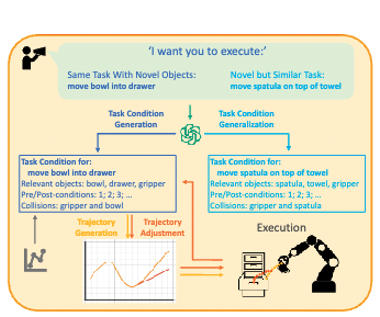 'I want you to execute:'
Same Task With Novel Objects:
move bowl into drawer
Novel but Similar Task:
move spatula on top of towel
Task Condition
Generation
Task Condition
Generalization
Task Condition for:
move bowl into drawer
Relevant objects: bowl, drawer, gripper
Pre/Post-conditions: 1; 2; 3; ...
Collisions: gripper and bowl
Task Condition for:
move spatula on top of towel
Relevant objects: spatula, towel, gripper
Pre/Post-conditions: 1; 2; 3; ...
Collisions: gripper and spatula
Trajectory
Generation
Trajectory
Adjustment
Execution